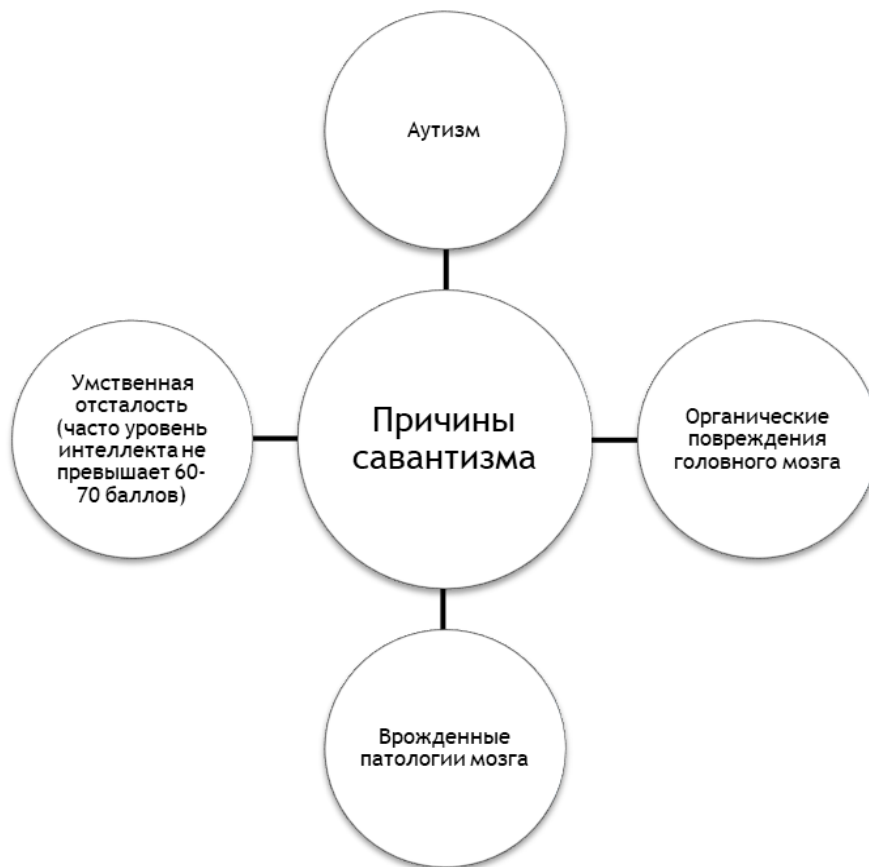 Аутизм
Умственная
отсталость
(часто уровень
интеллекта не
превышает 60-
70 баллов)
Причины
савантизма
Органические
повреждения
головного мозга
Врожденные
патологии мозга